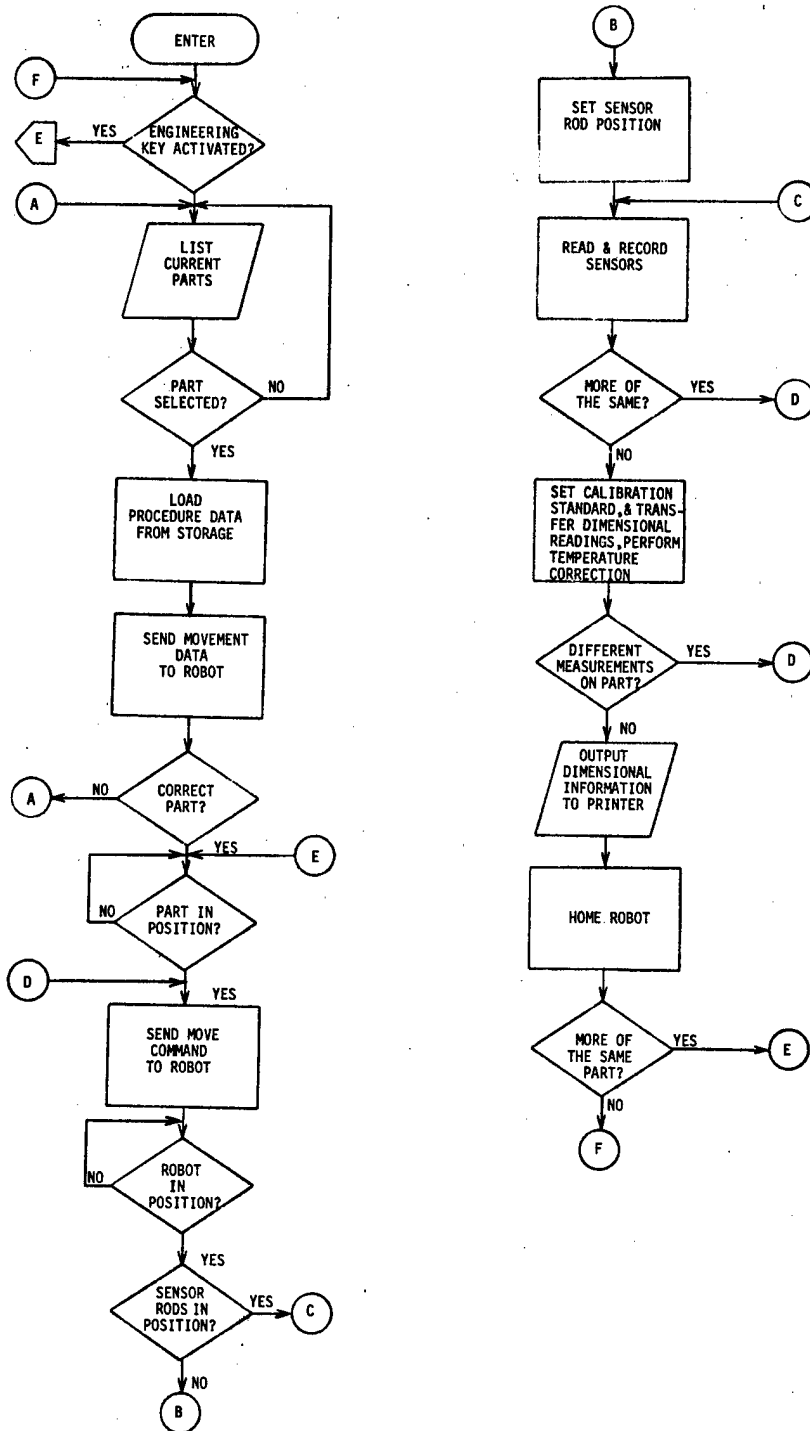 ENTER
F
ENGINEERING
KEY ACTIVATED?
YES
E
A
LIST
CURRENT
PARTS
PART
SELECTED?
NO
YES
LOAD
PROCEDURE DATA
FROM STORAGE
SEND MOVEMENT
DATA
TO ROBOT
CORRECT
PART?
NO
A
YES
E
PART IN
POSITION?
NO
D
YES
SEND MOVE
COMMAND
TO ROBOT
ROBOT
IN
POSITION?
NO
YES
SENSOR
RODS IN
POSITION?
YES
C
NO
B
B
SET SENSOR
ROD POSITION
C
READ & RECORD
SENSORS
MORE OF
THE SAME?
YES
D
NO
SET CALIBRATION
STANDARD,& TRANS-
FER DIMENSIONAL
READINGS,PERFORM
TEMPERATURE
CORRECTION
DIFFERENT
MEASUREMENTS
ON PART?
YES
D
NO
OUTPUT
DIMENSIONAL
INFORMATION
TO PRINTER
HOME ROBOT
MORE OF
THE SAME
PART?
YES
E
NO
F